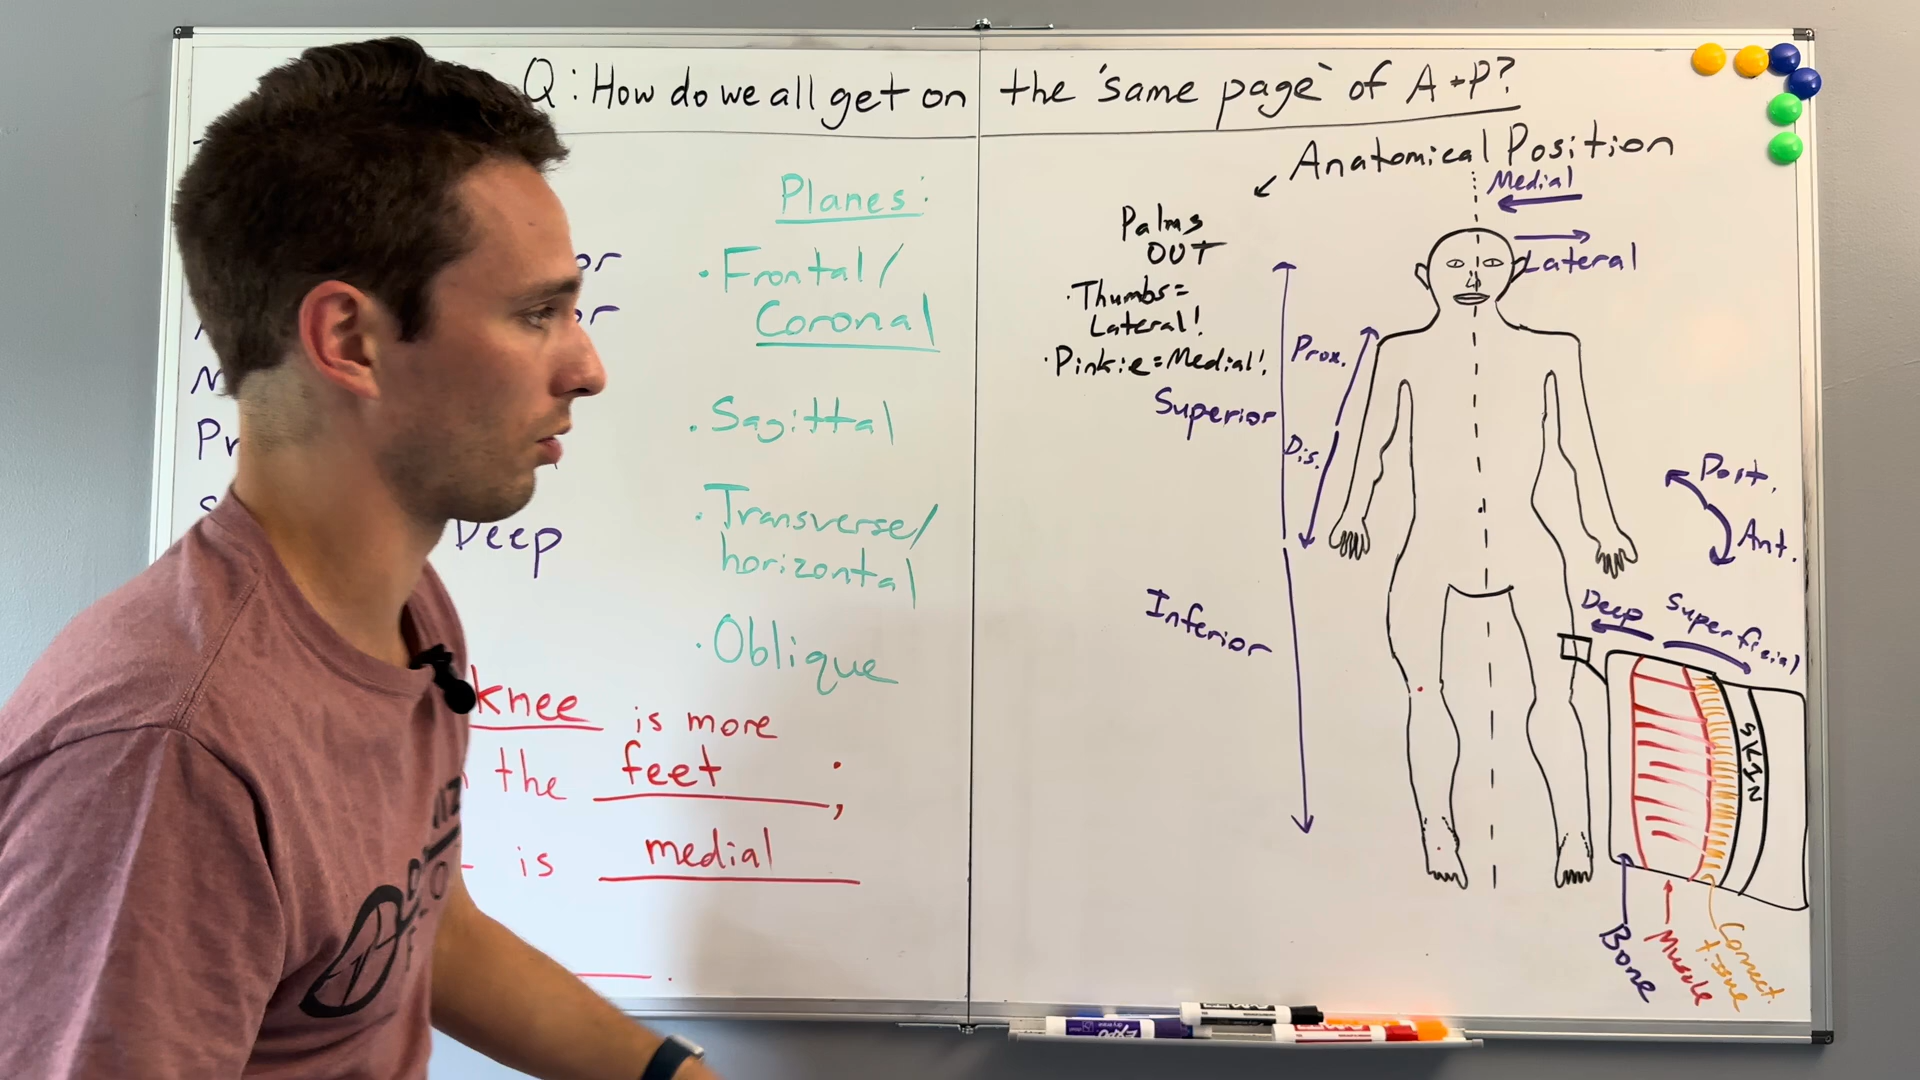 Q: How do we all get on the 'same page' of A+P?
Anatomical Position
Medial
Lateral
Palms
OUT
· Thumbs =
Lateral!
· Pinkie = Medial!
Prox.
Dis.
Superior
Inferior
Post.
Ant.
Deep
Superficial
SKIN
Bone
Muscle
Connect.
tissue
Planes:
· Frontal/
Coronal
· Sagittal
· Transverse/
horizontal
· Oblique
or
or
Pr
Deep
knee is more
the feet ;
is medial
.